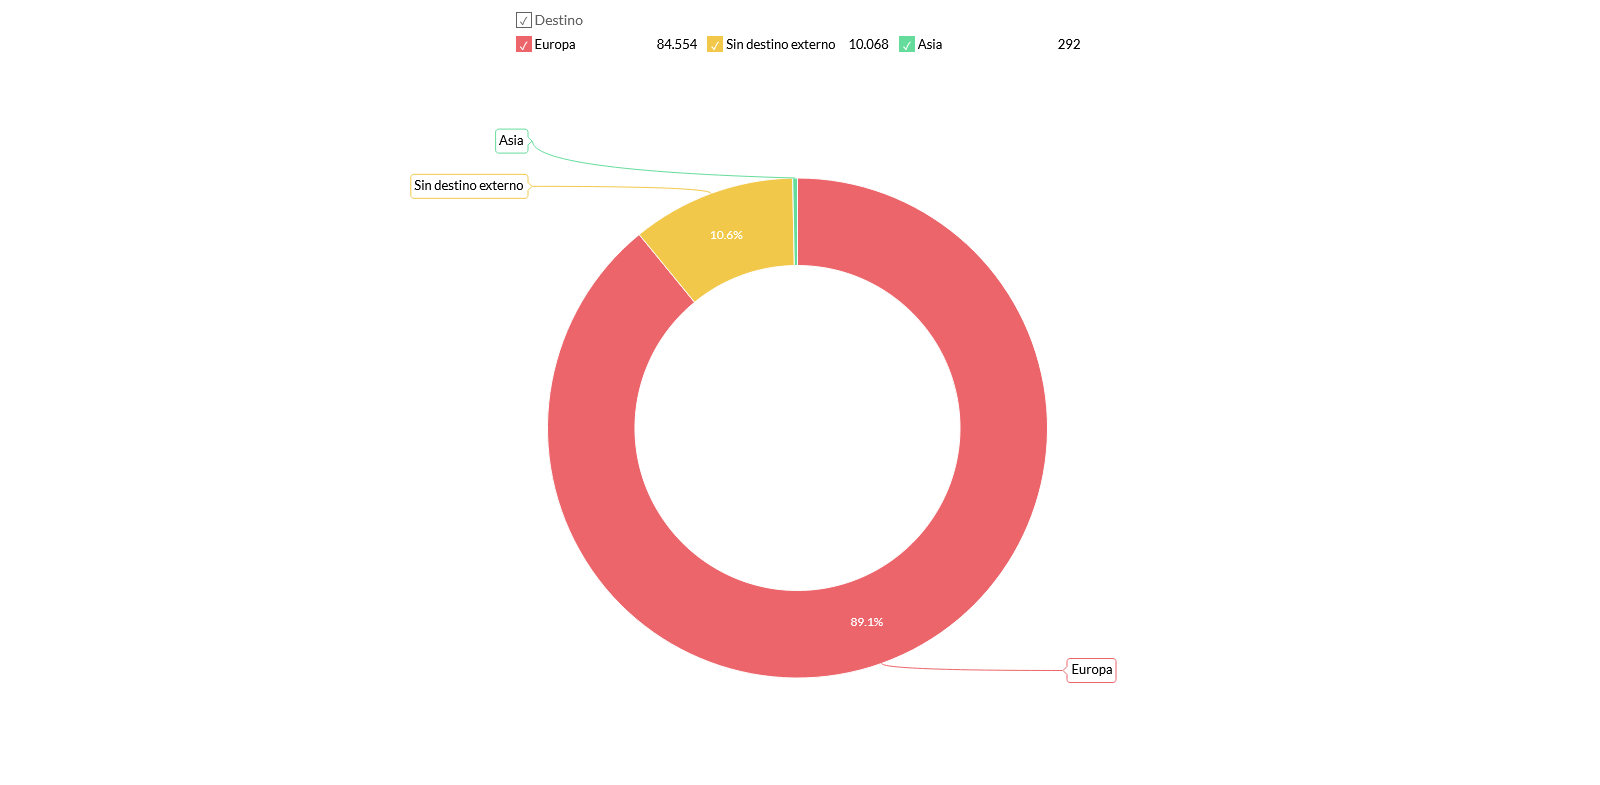 Destino
Europa 84.554 Sin destino externo 10.068 Asia 292
Asia
Sin destino externo
10.6%
89.1%
Europa